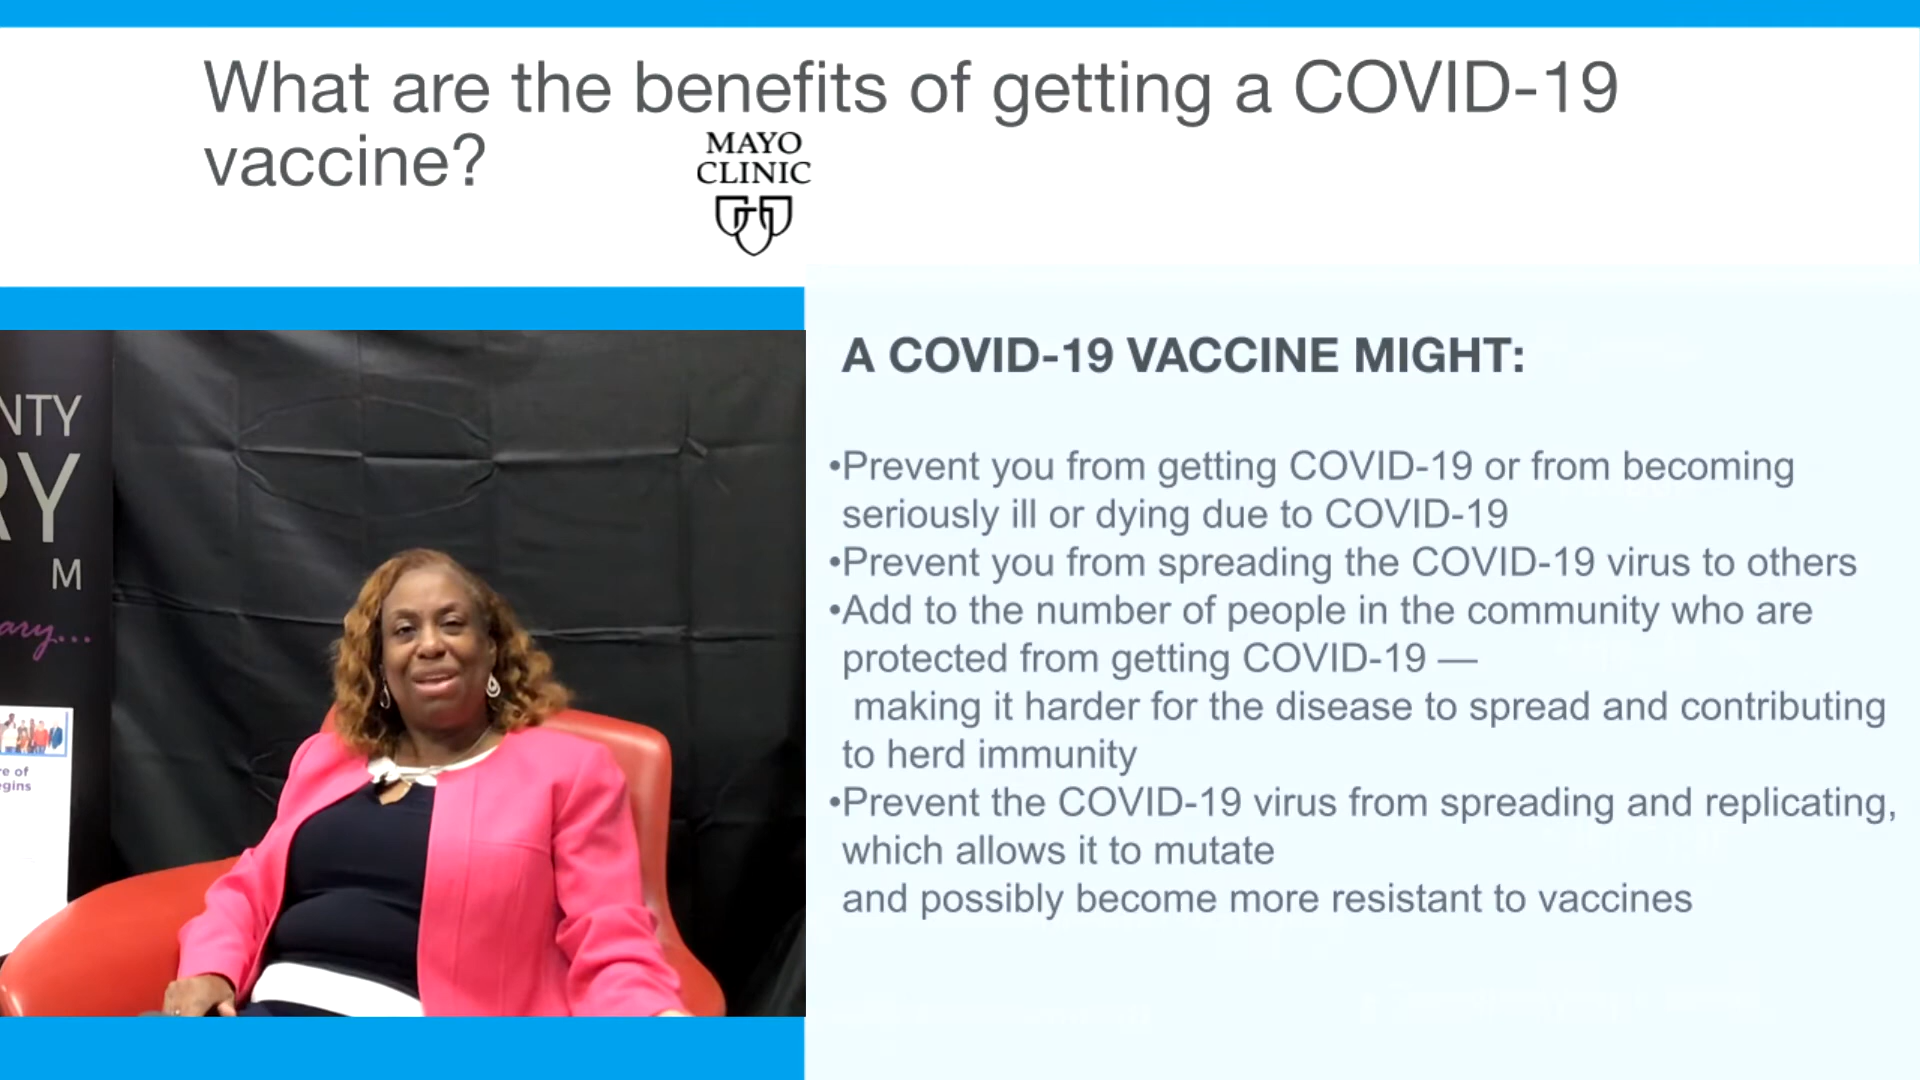 What are the benefits of getting a COVID-19
vaccine?
MAYO
CLINIC
NTY
RY
M
ary...
re of
egins
A COVID-19 VACCINE MIGHT:
•Prevent you from getting COVID-19 or from becoming
seriously ill or dying due to COVID-19
•Prevent you from spreading the COVID-19 virus to others
•Add to the number of people in the community who are
protected from getting COVID-19 —
making it harder for the disease to spread and contributing
to herd immunity
•Prevent the COVID-19 virus from spreading and replicating,
which allows it to mutate
and possibly become more resistant to vaccines